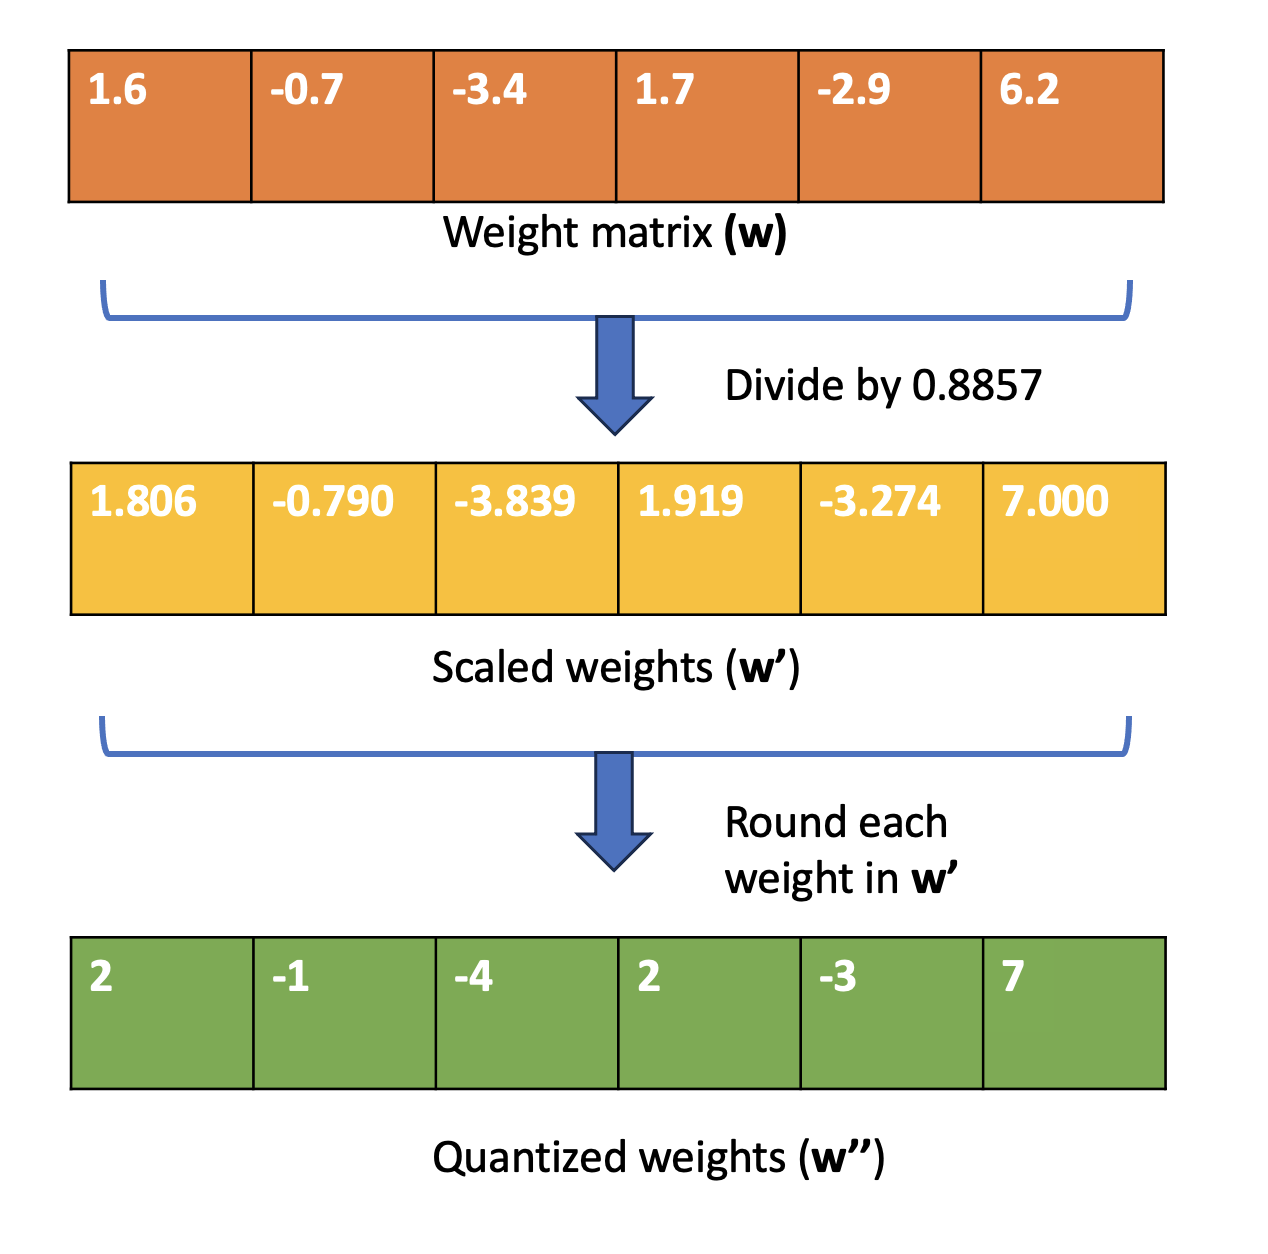 1.6 -0.7 -3.4 1.7 -2.9 6.2
Weight matrix (w)
Divide by 0.8857
1.806 -0.790 -3.839 1.919 -3.274 7.000
Scaled weights (w’)
Round each
weight in w’
2 -1 -4 2 -3 7
Quantized weights (w’’)